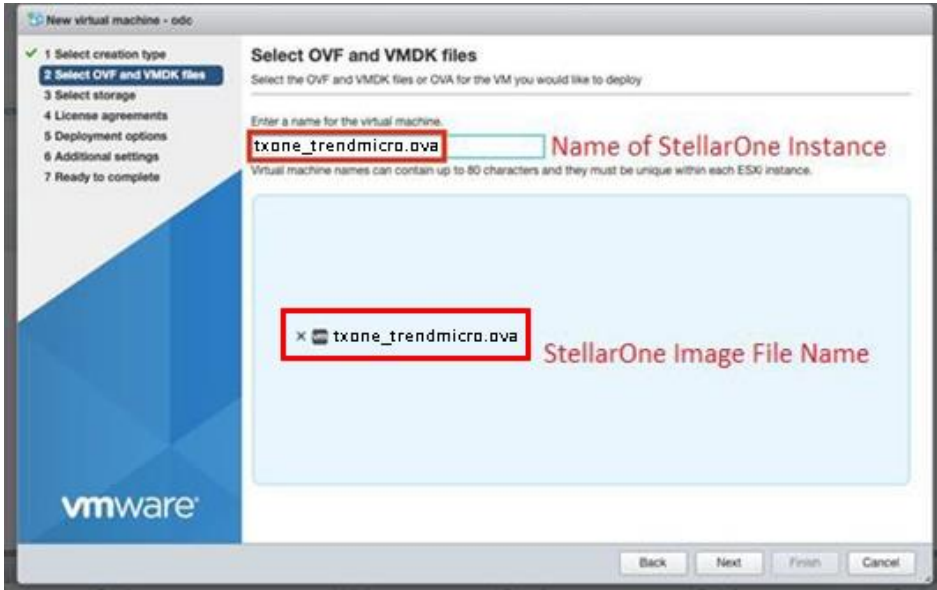 New virtual machine - odc
✓ 1 Select creation type
2 Select OVF and VMDK files
3 Select storage
4 License agreements
5 Deployment options
6 Additional settings
7 Ready to complete
vmware
Select OVF and VMDK files
Select the OVF and VMDK files or OVA for the VM you would like to deploy
Enter a name for the virtual machine.
txone_trendmicro.ova
Name of StellarOne Instance
Virtual machine names can contain up to 80 characters and they must be unique within each ESXi instance.
× txone_trendmicro.ova
StellarOne Image File Name
Back
Next
Finish
Cancel